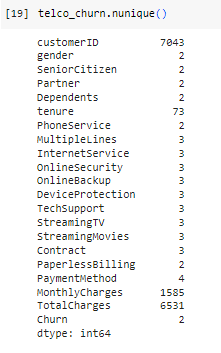 [19] telco_churn.nunique()
customerID 7043
gender 2
SeniorCitizen 2
Partner 2
Dependents 2
tenure 73
PhoneService 2
MultipleLines 3
InternetService 3
OnlineSecurity 3
OnlineBackup 3
DeviceProtection 3
TechSupport 3
StreamingTV 3
StreamingMovies 3
Contract 3
PaperlessBilling 2
PaymentMethod 4
MonthlyCharges 1585
TotalCharges 6531
Churn 2
dtype: int64